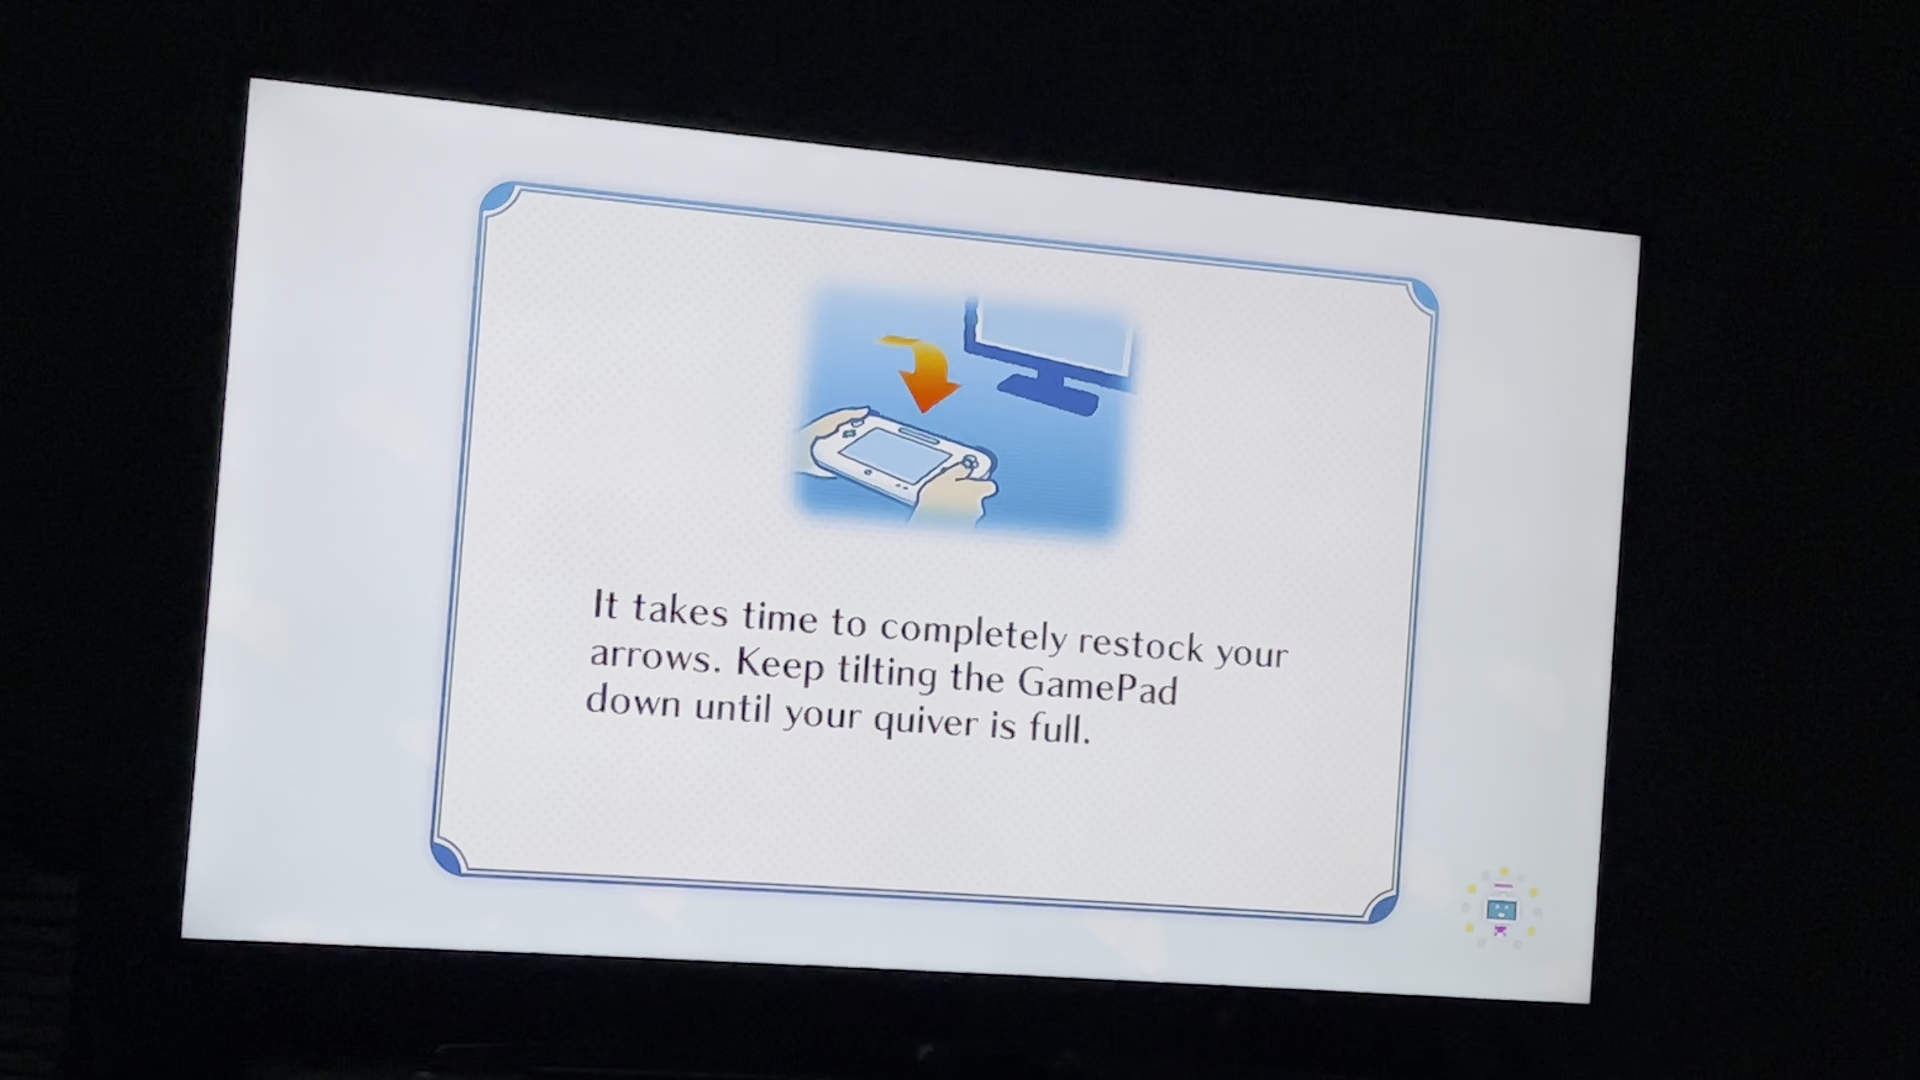 It takes time to completely restock your
arrows. Keep tilting the GamePad
down until your quiver is full.